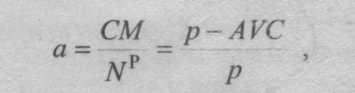 a = CM / N^P = p – AVC / p ,